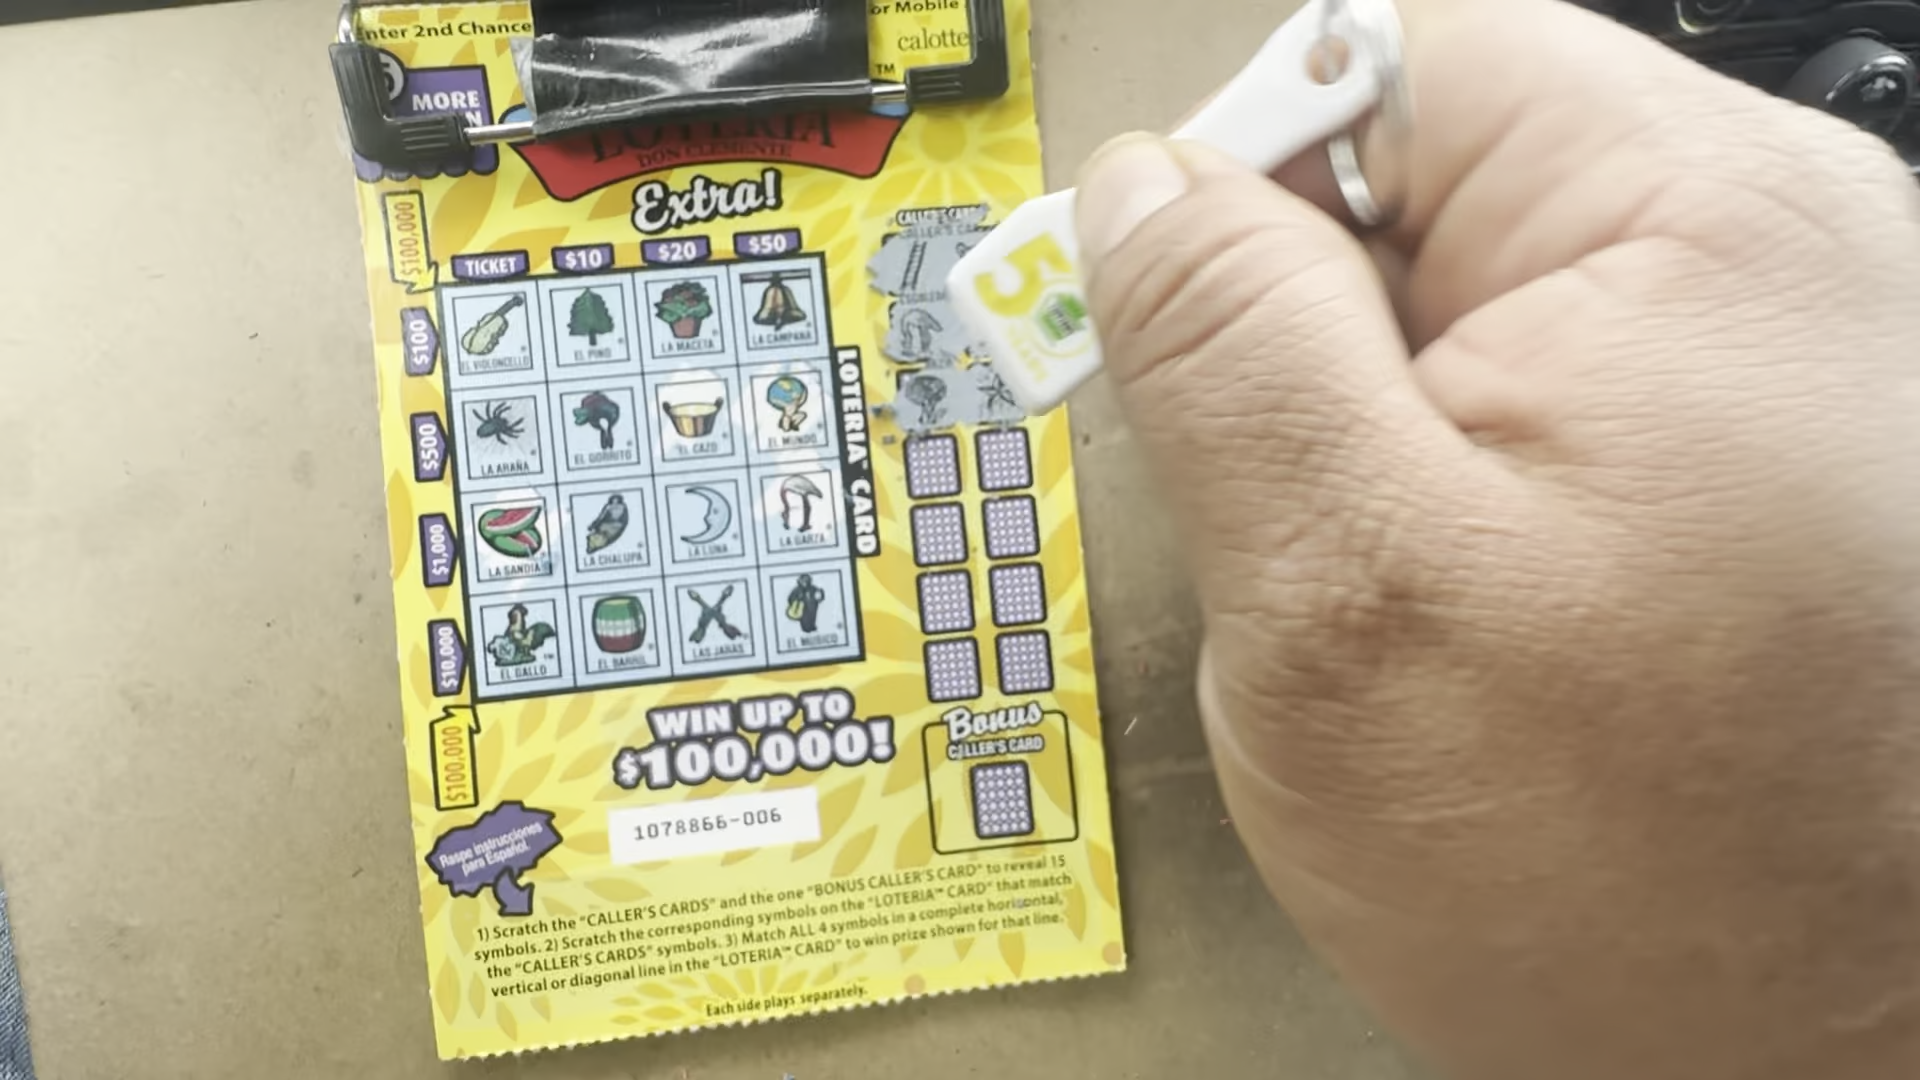 Enter 2nd Chance
or Mobile
calotte
TM
MORE
LOTERIA
DON CLEMENTE
Extra!
$100,000
TICKET
$10
$20
$50
CALLER'S CARD
$100
EL VIOLONCELLO
EL PINO
LA MACETA
LA CAMPANA
$500
LA ARAÑA
EL GORRITO
EL CAZO
EL MUNDO
LOTERIA™ CARD
$1,000
LA SANDIA
LA CHALUPA
LA LUNA
LA GARZA
$10,000
EL GALLO
EL BARRIL
LAS JARAS
EL MUSICO
$100,000
5
WIN UP TO
$100,000!
Bonus
CALLER'S CARD
1078866-006
Raspe instrucciones
para Español.
1) Scratch the "CALLER'S CARDS" and the one "BONUS CALLER'S CARD" to reveal 15
symbols. 2) Scratch the corresponding symbols on the "LOTERIA™ CARD" that match
the "CALLER'S CARDS" symbols. 3) Match ALL 4 symbols in a complete horizontal,
vertical or diagonal line in the "LOTERIA™ CARD" to win prize shown for that line.
Each side plays separately.